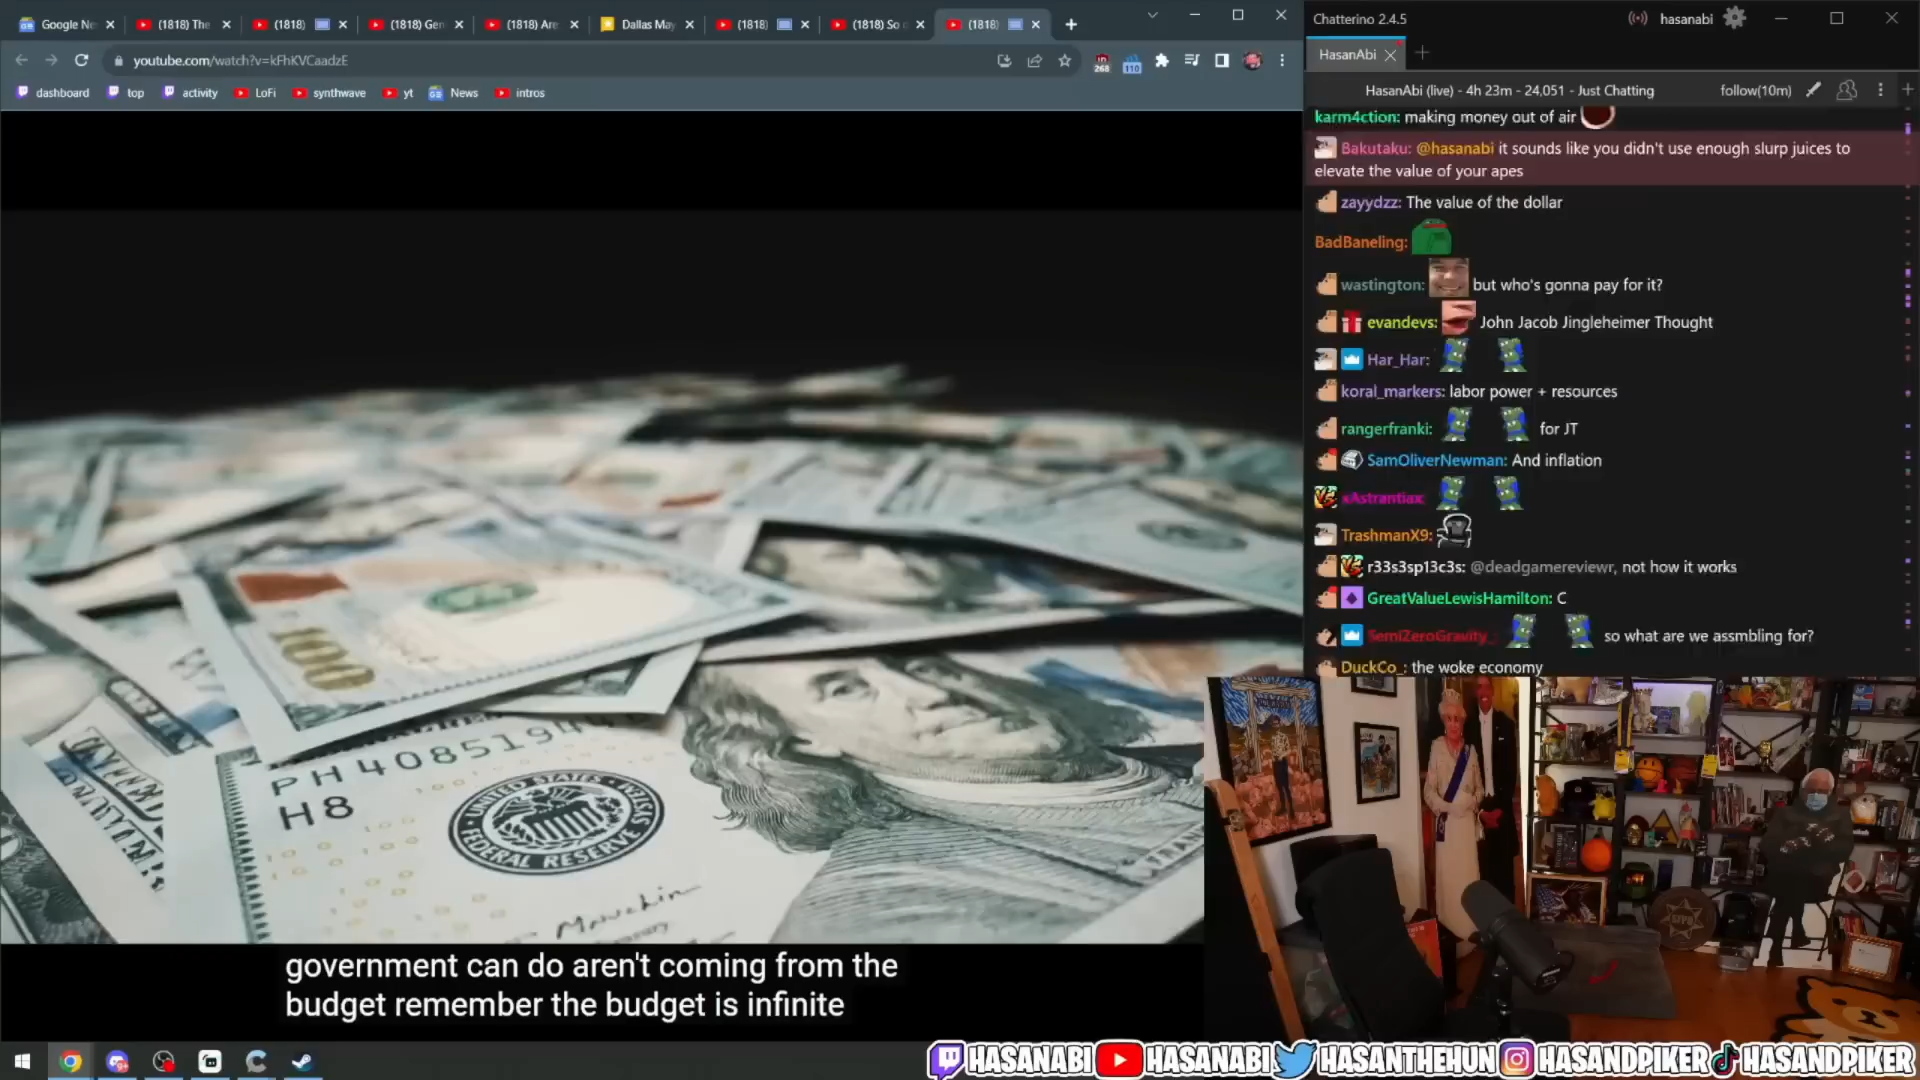 Google Ne
(1818) The
(1818)
(1818) Gen
(1818) Are
Dallas May
(1818)
(1818) So
(1818)
youtube.com/watch?v=kFhKVCaadzE
268
110
dashboard
top
activity
LoFi
synthwave
yt
News
intros
100
PH4085194
H8
UNITED STATES
FEDERAL RESERVE
SYSTEM
government can do aren't coming from the
budget remember the budget is infinite
Chatterino 2.4.5
hasanabi
HasanAbi
HasanAbi (live) - 4h 23m - 24,051 - Just Chatting
follow(10m)
karm4ction: making money out of air
Bakutaku: @hasanabi it sounds like you didn't use enough slurp juices to
elevate the value of your apes
zayydzz: The value of the dollar
BadBaneling:
wastington: but who's gonna pay for it?
evandevs: John Jacob Jingleheimer Thought
Har_Har:
koral_markers: labor power + resources
rangerfranki: for JT
SamOliverNewman: And inflation
xAstrantiax:
TrashmanX9:
r33s3sp13c3s: @deadgamereviewr, not how it works
GreatValueLewisHamilton: C
SemiZeroGravity_: so what are we assmbling for?
DuckCo_: the woke economy
HASANABI
HASANABI
HASANTHEHUN
HASANDPIKER
HASANDPIKER